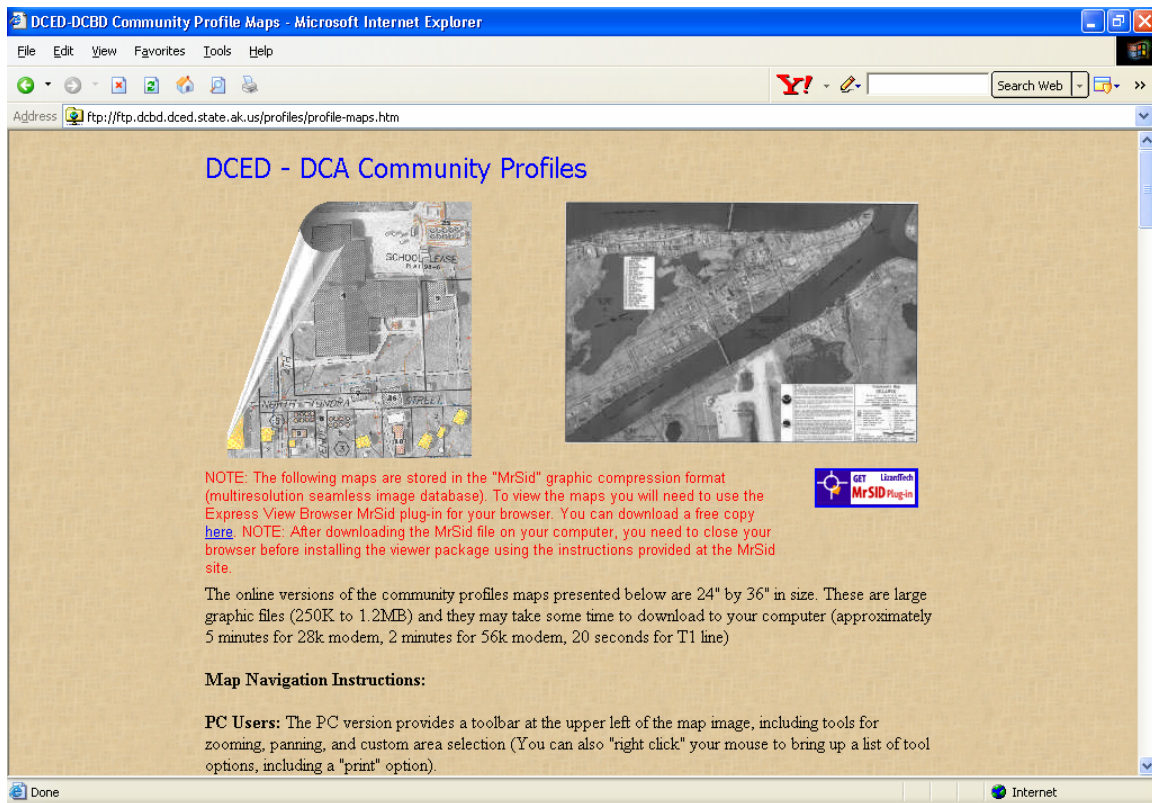 DCED-DCBD Community Profile Maps - Microsoft Internet Explorer
File Edit View Favorites Tools Help
Y! Search Web
Address ftp://ftp.dcbd.dced.state.ak.us/profiles/profile-maps.htm
DCED - DCA Community Profiles
SCHOOL LEASE
NORTH TUNDRA STREET
NOTE: The following maps are stored in the "MrSid" graphic compression format
(multiresolution seamless image database). To view the maps you will need to use the
Express View Browser MrSid plug-in for your browser. You can download a free copy
here. NOTE: After downloading the MrSid file on your computer, you need to close your
browser before installing the viewer package using the instructions provided at the MrSid
site.
GET LizardTech
MrSID Plug-in
The online versions of the community profiles maps presented below are 24" by 36" in size. These are large
graphic files (250K to 1.2MB) and they may take some time to download to your computer (approximately
5 minutes for 28k modem, 2 minutes for 56k modem, 20 seconds for T1 line)
Map Navigation Instructions:
PC Users: The PC version provides a toolbar at the upper left of the map image, including tools for
zooming, panning, and custom area selection (You can also "right click" your mouse to bring up a list of tool
options, including a "print" option).
Done Internet